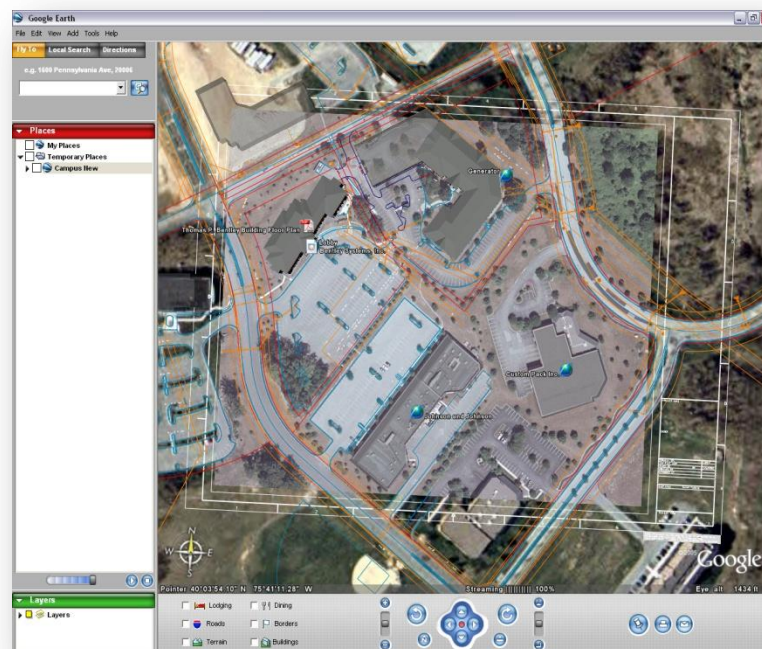 Google Earth
File Edit View Add Tools Help
Fly To Local Search Directions
e.g. 1600 Pennsylvania Ave, 20006
Places
My Places
Temporary Places
Campus New
Generator
Thomas P. Bentley Building Floor Plan
Lobby
Bentley Systems, Inc.
Custom Pack Inc.
Johnson and Johnson
N
W E
S
Google
Pointer 40°03'54.10" N 75°41'11.28" W Streaming |||||||||| 100% Eye alt 1434 ft
Layers
Layers
Lodging Dining
Roads Borders
Terrain Buildings